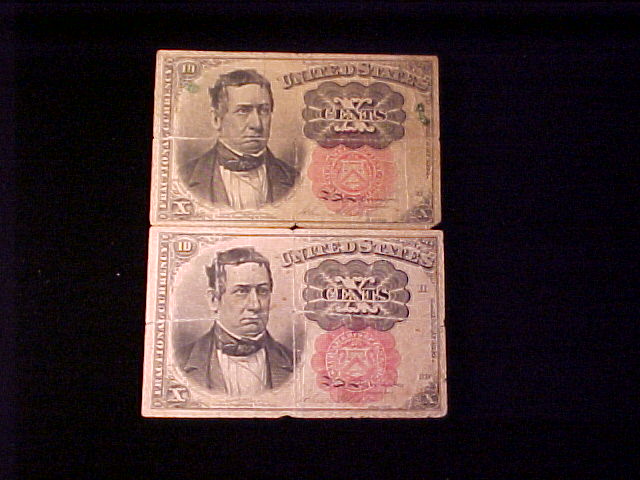 10
UNITED STATES
FRACTIONAL CURRENCY
X
CENTS
X
X
10
UNITED STATES
FRACTIONAL CURRENCY
X
CENTS
X
X